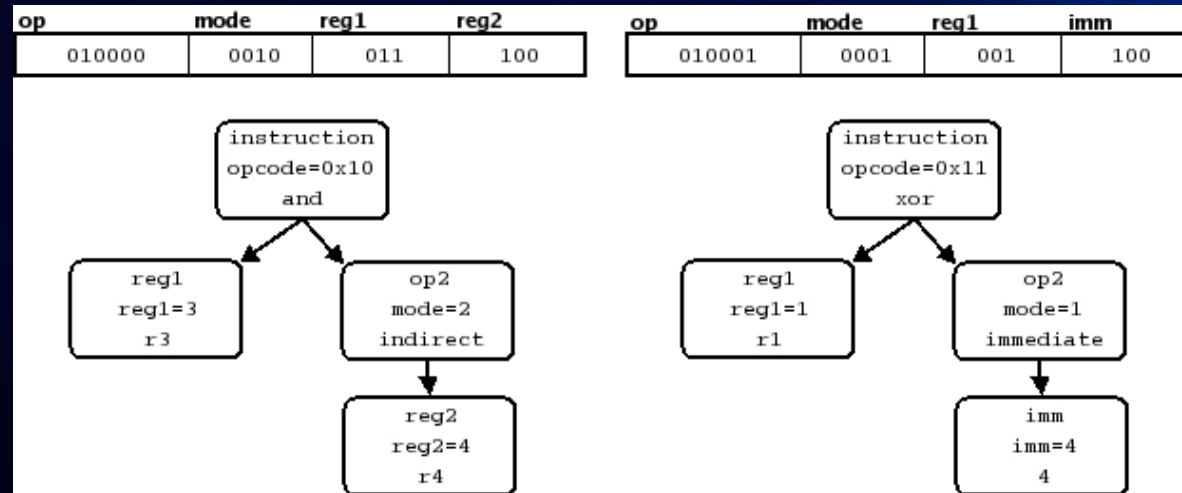 op mode reg1 reg2
010000 0010 011 100
instruction
opcode=0x10
and
reg1
reg1=3
r3
op2
mode=2
indirect
reg2
reg2=4
r4
op mode reg1 imm
010001 0001 001 100
instruction
opcode=0x11
xor
reg1
reg1=1
r1
op2
mode=1
immediate
imm
imm=4
4